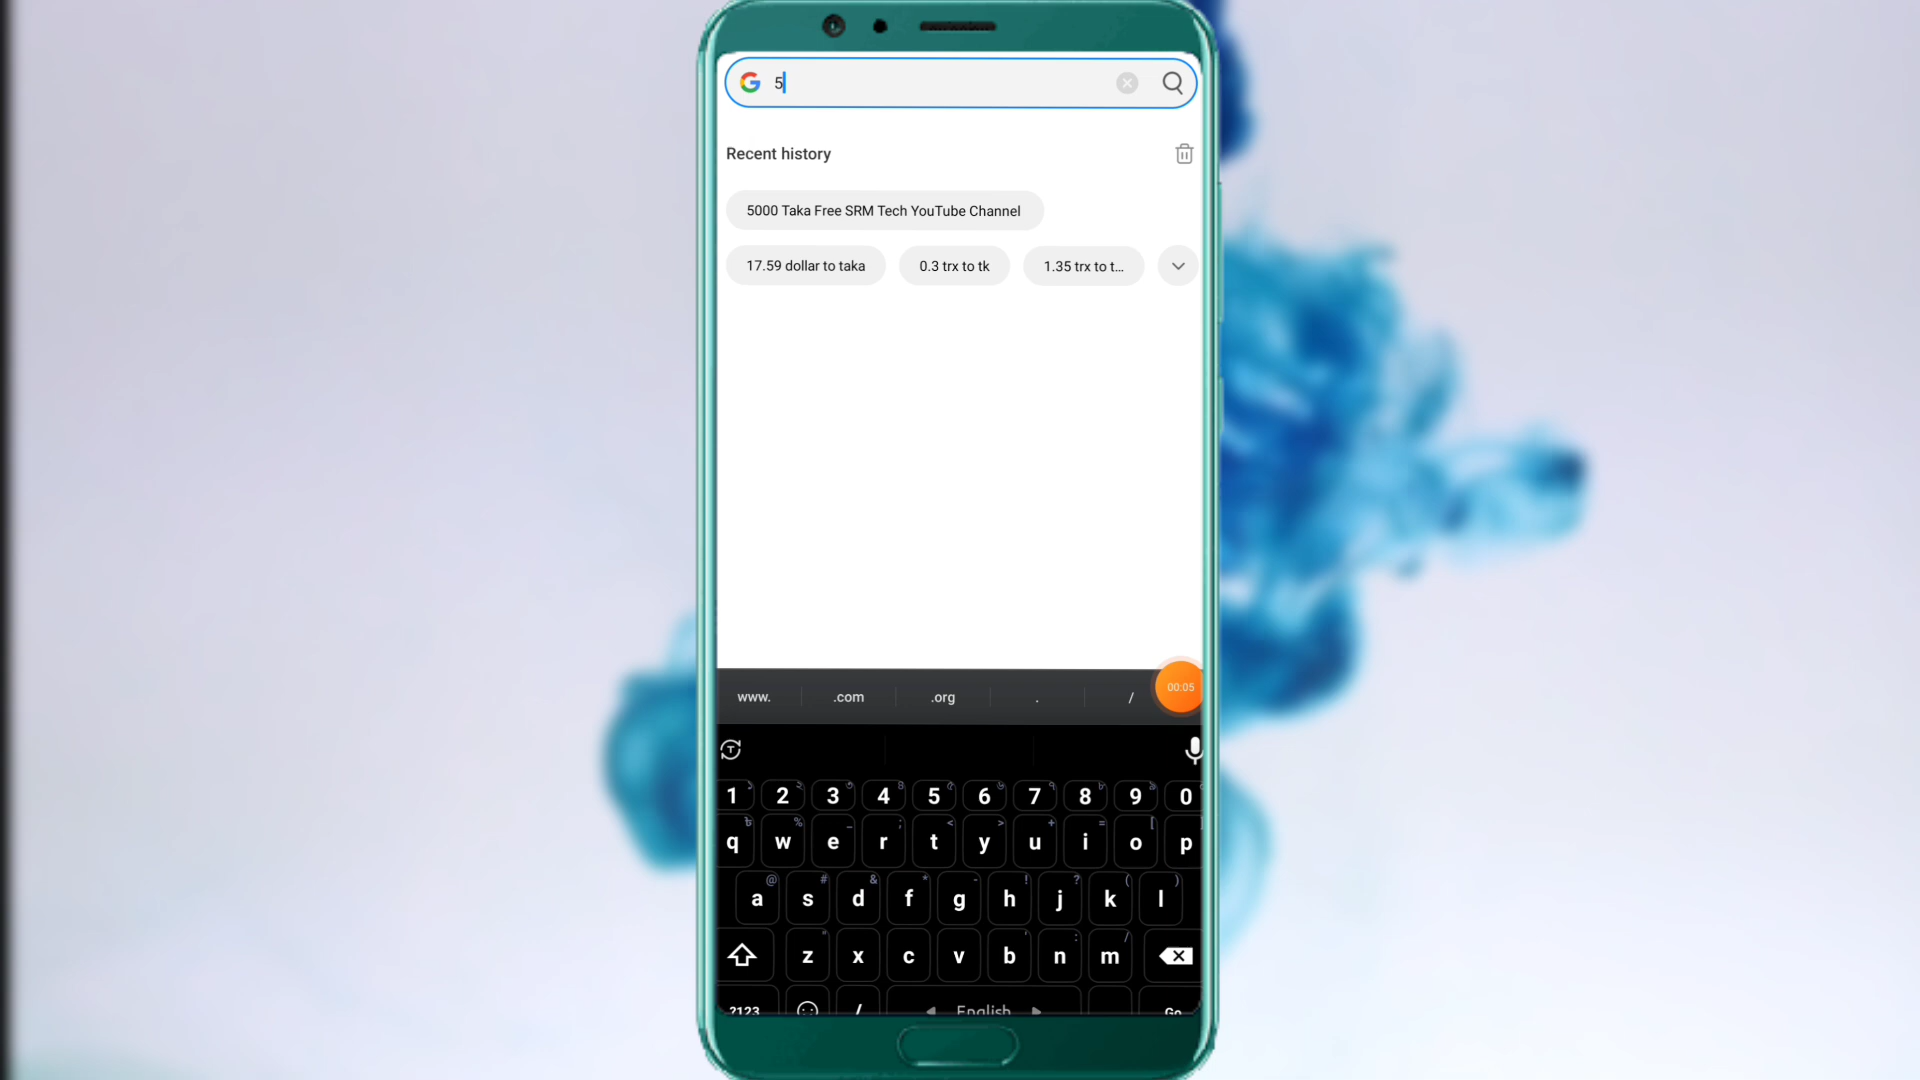 5
Recent history
5000 Taka Free SRM Tech YouTube Channel
17.59 dollar to taka 0.3 trx to tk 1.35 trx to t...
www. .com .org . /
00:05
1 2 3 4 5 6 7 8 9 0
q w e r t y u i o p
a s d f g h j k l
z x c v b n m
?123 / English Go